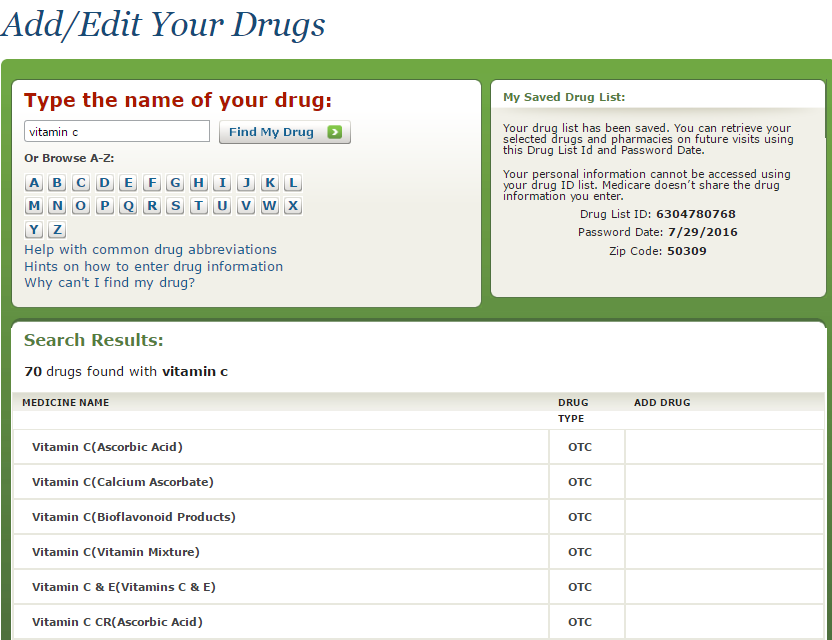 Add/Edit Your Drugs
Type the name of your drug:
vitamin c
Find My Drug
Or Browse A-Z:
A B C D E F G H I J K L
M N O P Q R S T U V W X
Y Z
Help with common drug abbreviations
Hints on how to enter drug information
Why can't I find my drug?
My Saved Drug List:
Your drug list has been saved. You can retrieve your
selected drugs and pharmacies on future visits using
this Drug List Id and Password Date.
Your personal information cannot be accessed using
your drug ID list. Medicare doesn’t share the drug
information you enter.
Drug List ID: 6304780768
Password Date: 7/29/2016
Zip Code: 50309
Search Results:
70 drugs found with vitamin c
MEDICINE NAME DRUG TYPE ADD DRUG
Vitamin C(Ascorbic Acid) OTC
Vitamin C(Calcium Ascorbate) OTC
Vitamin C(Bioflavonoid Products) OTC
Vitamin C(Vitamin Mixture) OTC
Vitamin C & E(Vitamins C & E) OTC
Vitamin C CR(Ascorbic Acid) OTC